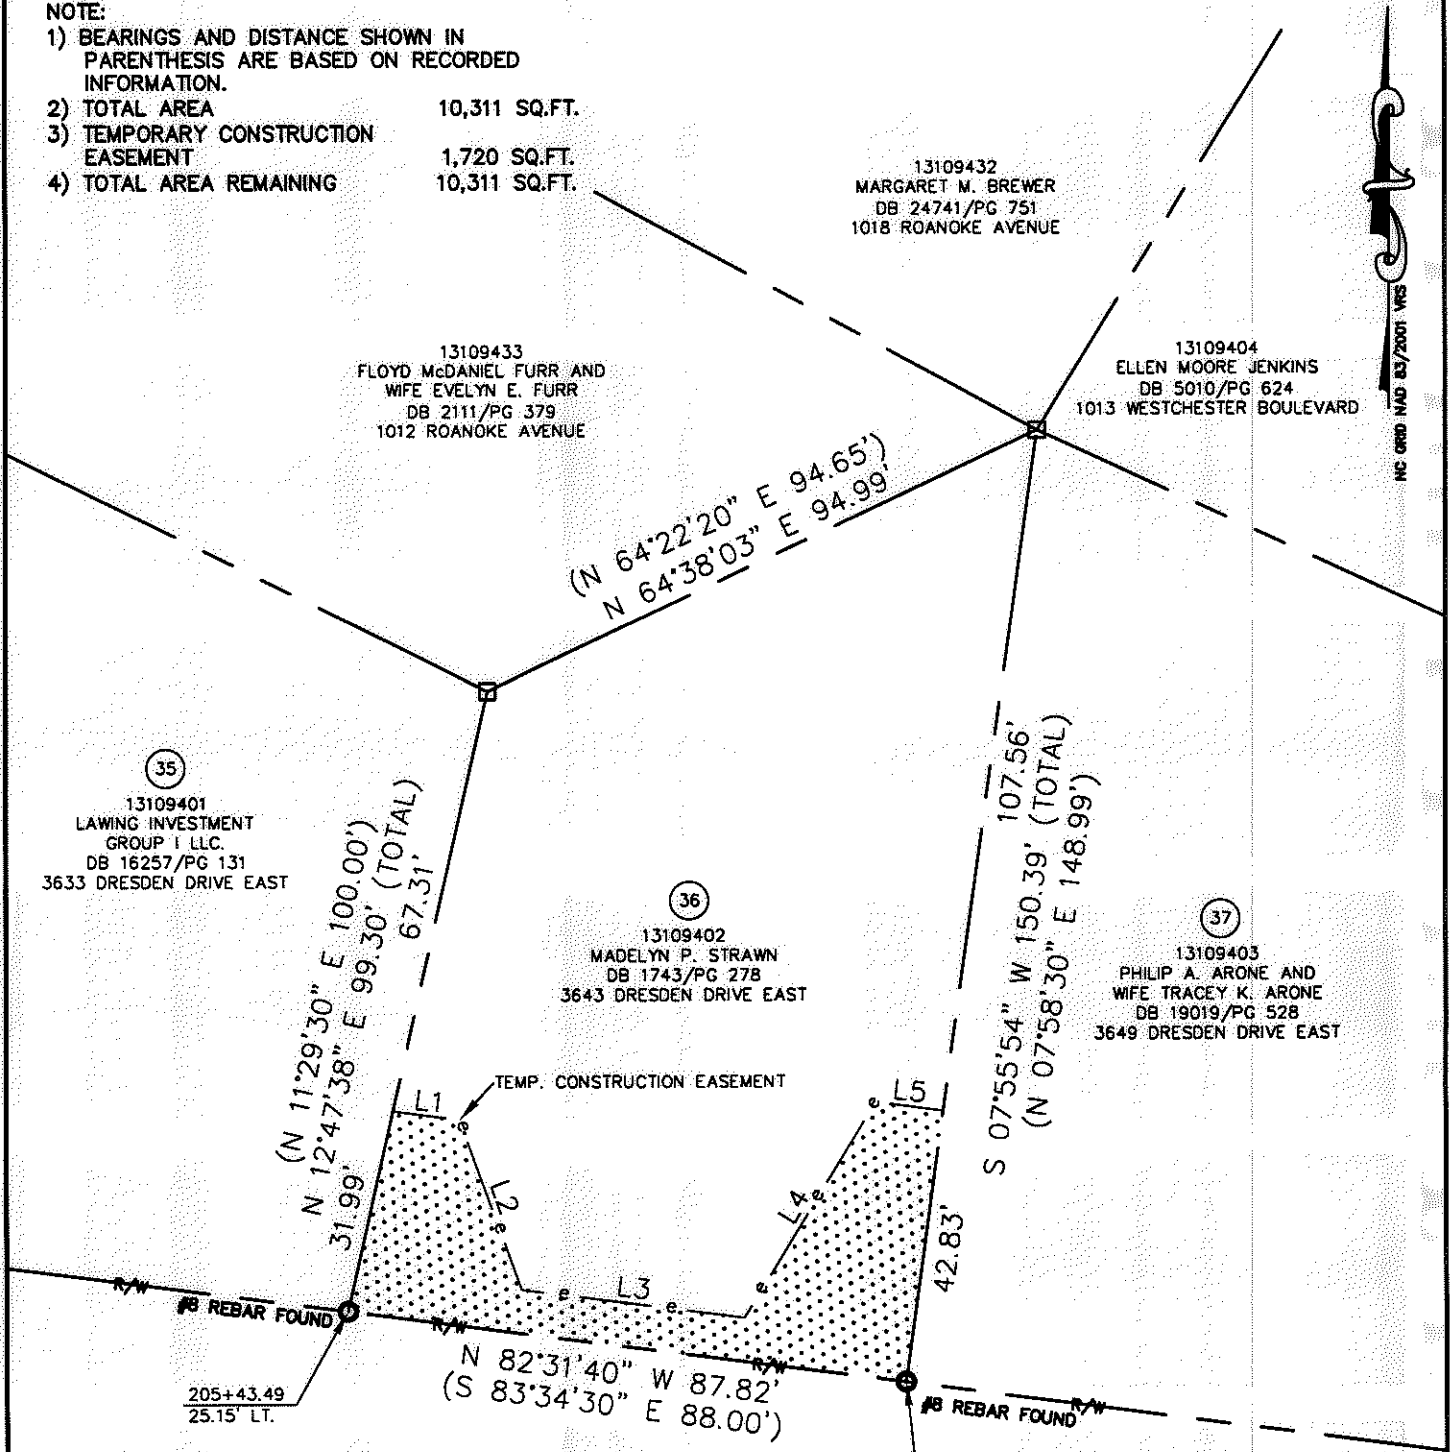 NOTE:
1) BEARINGS AND DISTANCE SHOWN IN
PARENTHESIS ARE BASED ON RECORDED
INFORMATION.
2) TOTAL AREA 10,311 SQ.FT.
3) TEMPORARY CONSTRUCTION
EASEMENT 1,720 SQ.FT.
4) TOTAL AREA REMAINING 10,311 SQ.FT.
13109432
MARGARET M. BREWER
DB 24741/PG 751
1018 ROANOKE AVENUE
NC GRID NAD 83/2001 VRS
13109433
FLOYD McDANIEL FURR AND
WIFE EVELYN E. FURR
DB 2111/PG 379
1012 ROANOKE AVENUE
13109404
ELLEN MOORE JENKINS
DB 5010/PG 624
1013 WESTCHESTER BOULEVARD
(N 64°22'20" E 94.65')
N 64°38'03" E 94.99'
35
13109401
LAWING INVESTMENT
GROUP I LLC.
DB 16257/PG 131
3633 DRESDEN DRIVE EAST
(N 11°29'30" E 100.00')
N 12°47'38" E 99.30' (TOTAL)
67.31'
31.99'
36
13109402
MADELYN P. STRAWN
DB 1743/PG 278
3643 DRESDEN DRIVE EAST
107.56'
S 07°55'54" W 150.39' (TOTAL)
(N 07°58'30" E 148.99')
42.83'
37
13109403
PHILIP A. ARONE AND
WIFE TRACEY K. ARONE
DB 19019/PG 528
3649 DRESDEN DRIVE EAST
TEMP. CONSTRUCTION EASEMENT
L1
e
L2
e
e
L3
e
e
L4
e
e
L5
R/W
#8 REBAR FOUND
R/W
R/W
N 82°31'40" W 87.82'
(S 83°34'30" E 88.00')
#8 REBAR FOUND
R/W
205+43.49
25.15' LT.